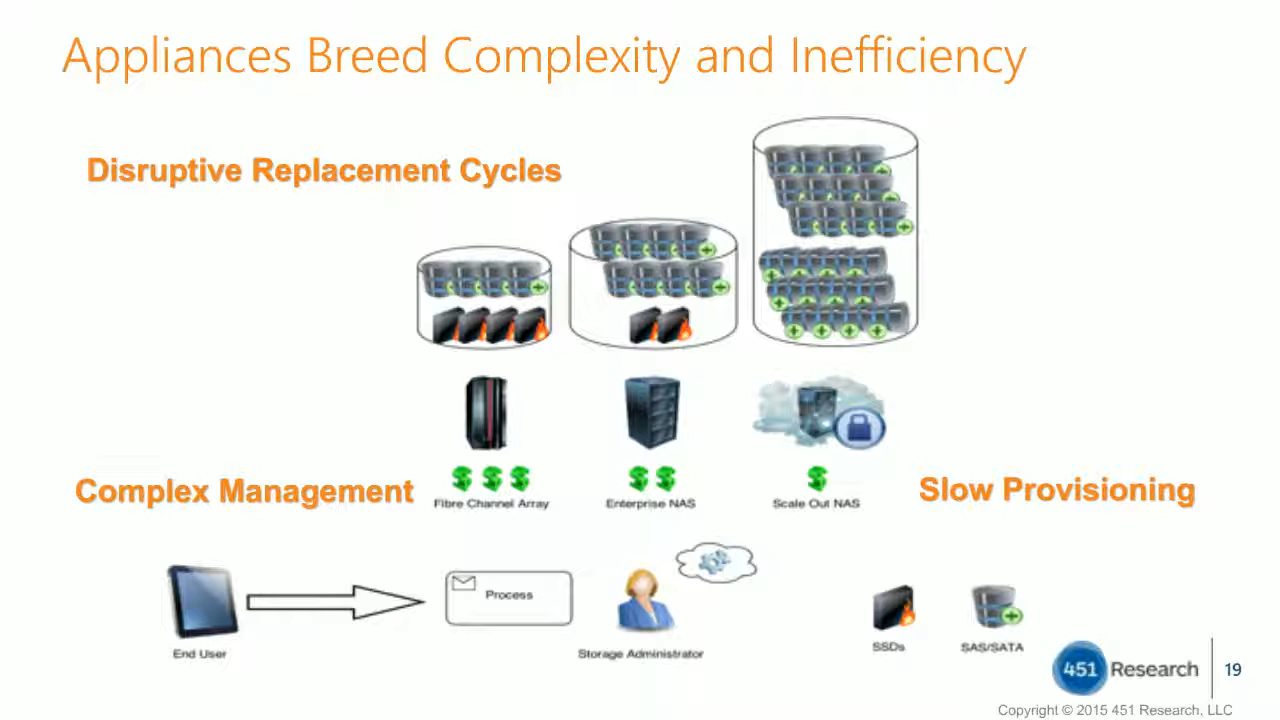 Appliances Breed Complexity and Inefficiency
Disruptive Replacement Cycles
Complex Management
Fibre Channel Array
Enterprise NAS
Scale Out NAS
Slow Provisioning
Process
End User
Storage Administrator
SSDs
SAS/SATA
451 Research
19
Copyright © 2015 451 Research, LLC